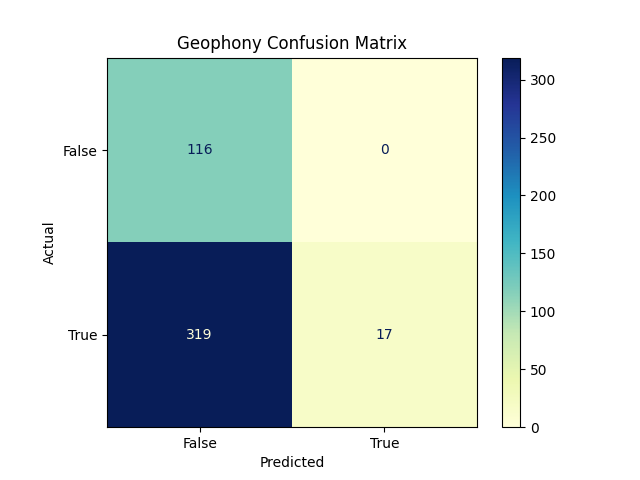 Geophony Confusion Matrix
False 116 0
True 319 17
False True
Predicted
Actual
300
250
200
150
100
50
0